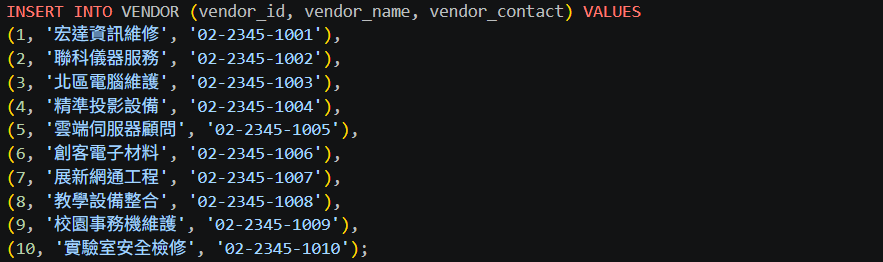 INSERT INTO VENDOR (vendor_id, vendor_name, vendor_contact) VALUES
(1, '宏達資訊維修', '02-2345-1001'),
(2, '聯科儀器服務', '02-2345-1002'),
(3, '北區電腦維護', '02-2345-1003'),
(4, '精準投影設備', '02-2345-1004'),
(5, '雲端伺服器顧問', '02-2345-1005'),
(6, '創客電子材料', '02-2345-1006'),
(7, '展新網通工程', '02-2345-1007'),
(8, '教學設備整合', '02-2345-1008'),
(9, '校園事務機維護', '02-2345-1009'),
(10, '實驗室安全檢修', '02-2345-1010');